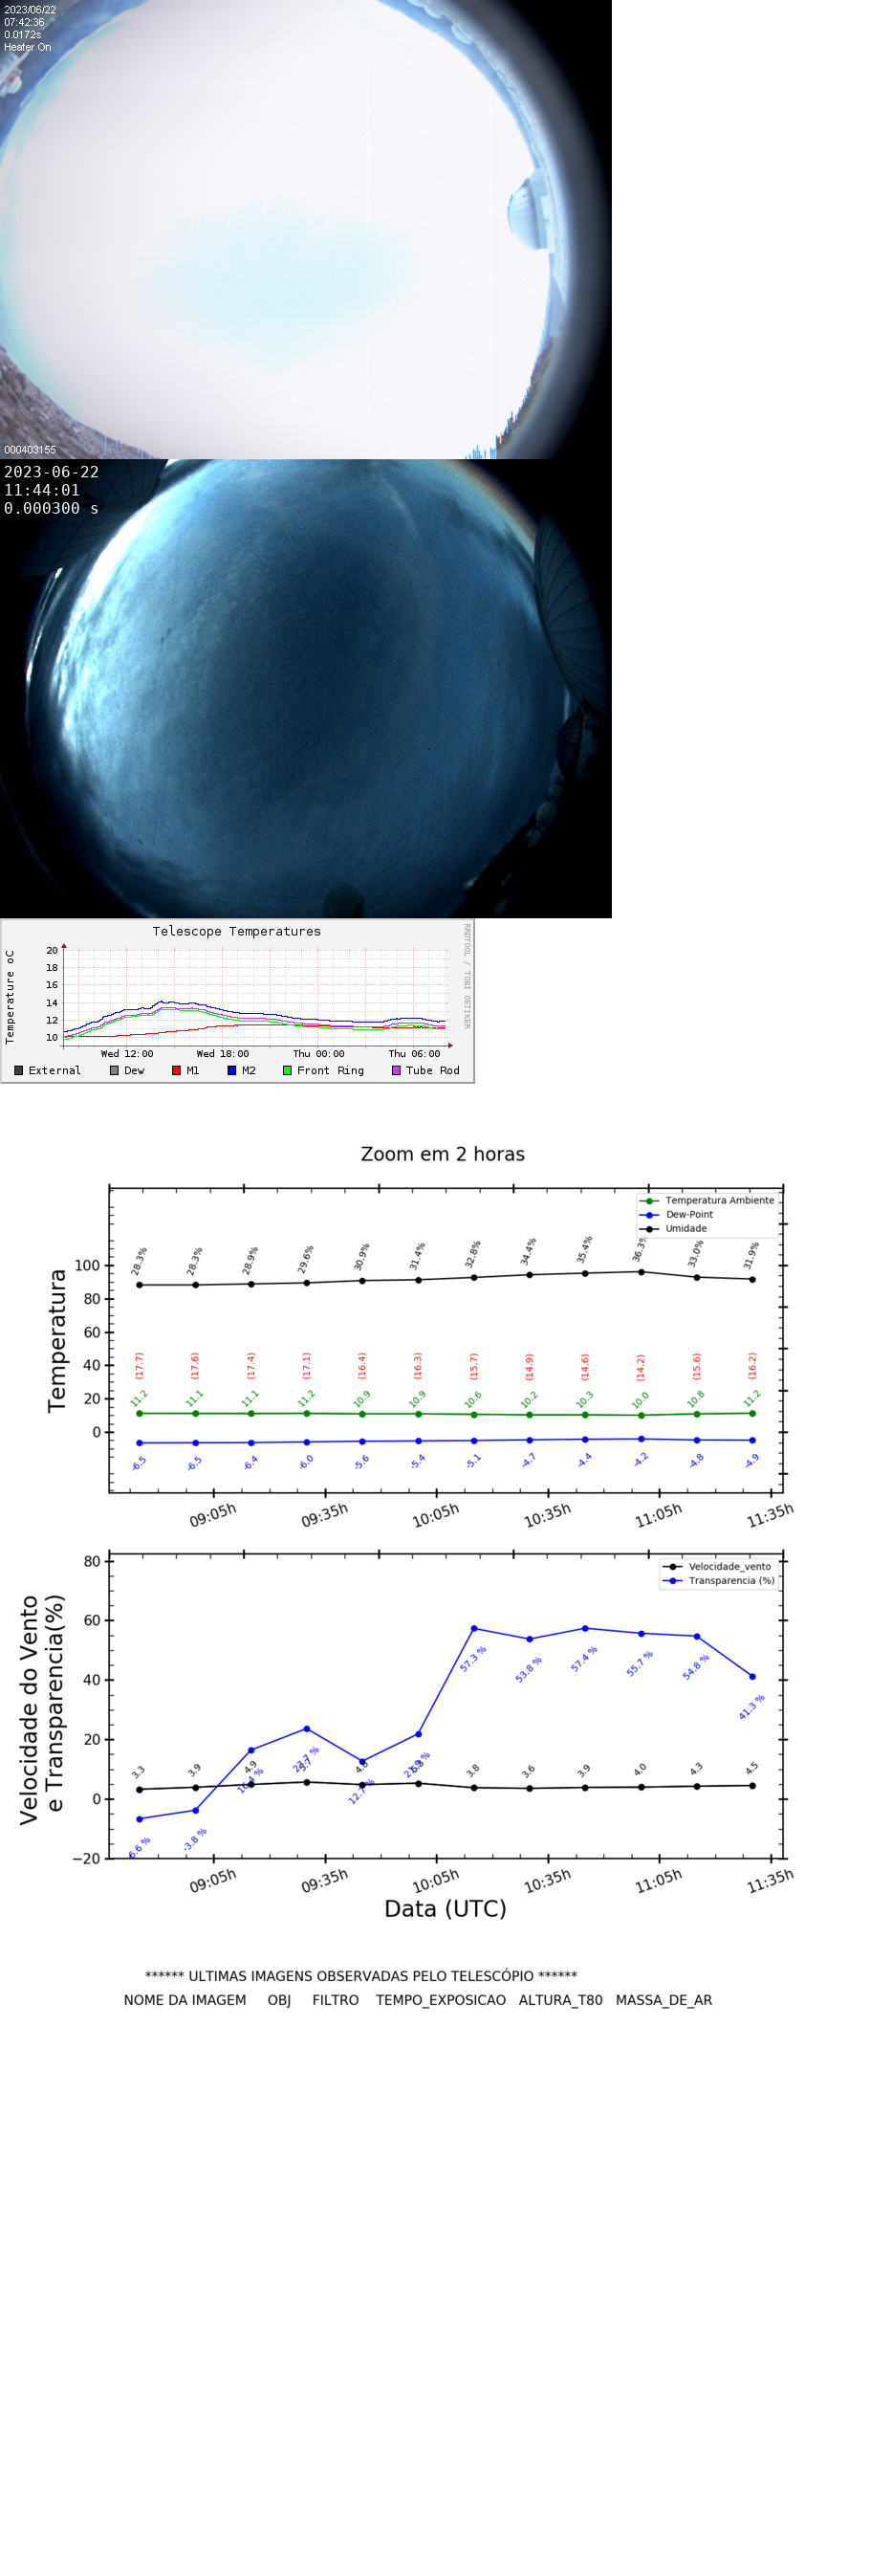 2023/06/22
07:42:36
0.0172s
Heater On
000403155
2023-06-22
11:44:01
0.000300 s
Telescope Temperatures
RRDTOOL / TOBI OETIKER
Temperature oC
20
18
16
14
12
10
Wed 12:00 Wed 18:00 Thu 00:00 Thu 06:00
External Dew M1 M2 Front Ring Tube Rod
Zoom em 2 horas
Temperatura Ambiente
Dew-Point
Umidade
Temperatura
100
80
60
40
20
0
28.3% 28.3% 28.9% 29.6% 30.9% 31.4% 32.8% 34.4% 35.4% 36.3% 33.0% 31.9%
(17.7) (17.6) (17.4) (17.1) (16.4) (16.3) (15.7) (14.9) (14.6) (14.2) (15.6) (16.2)
11.2 11.1 11.1 11.2 10.9 10.9 10.6 10.2 10.3 10.0 10.8 11.2
-6.5 -6.5 -6.4 -6.0 -5.6 -5.4 -5.1 -4.7 -4.4 -4.2 -4.8 -4.9
09:05h 09:35h 10:05h 10:35h 11:05h 11:35h
Velocidade_vento
Transparencia (%)
Velocidade do Vento
e Transparencia(%)
80
60
40
20
0
−20
3.3 3.9 4.9 3.8 3.6 3.9 4.0 4.3 4.5
-3.8 % 57.3 % 53.8 % 57.4 % 55.7 % 54.8 % 41.3 %
09:05h 09:35h 10:05h 10:35h 11:05h 11:35h
Data (UTC)
****** ULTIMAS IMAGENS OBSERVADAS PELO TELESCÓPIO ******
NOME DA IMAGEM OBJ FILTRO TEMPO_EXPOSICAO ALTURA_T80 MASSA_DE_AR